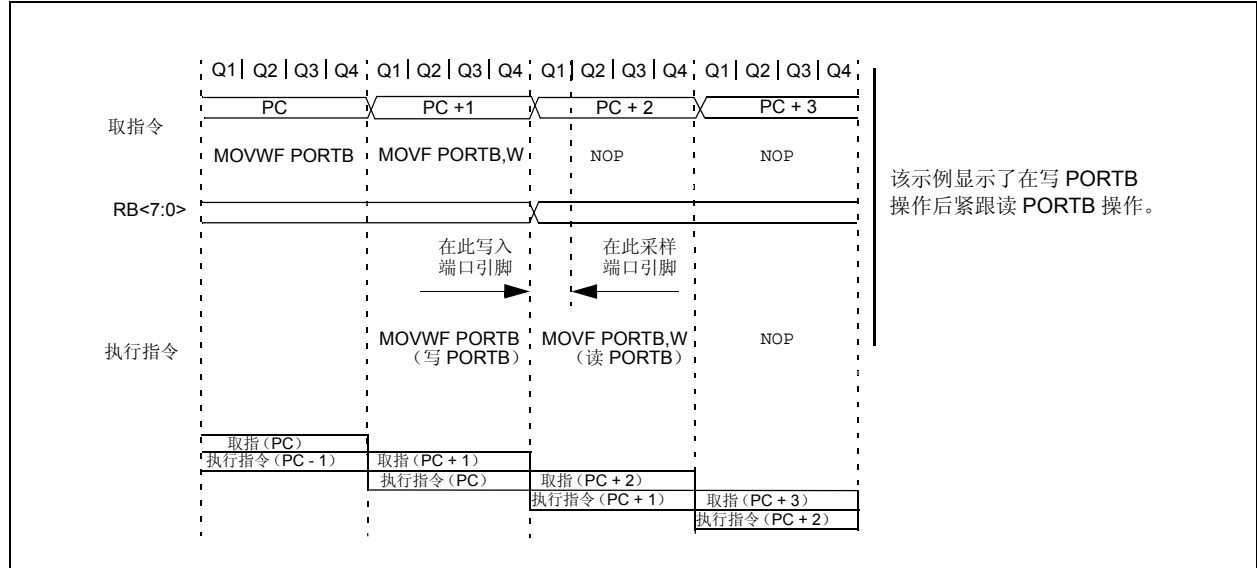 Q1 Q2 Q3 Q4 Q1 Q2 Q3 Q4 Q1 Q2 Q3 Q4 Q1 Q2 Q3 Q4
PC PC +1 PC + 2 PC + 3
取指令
MOVWF PORTB MOVF PORTB,W NOP NOP
该示例显示了在写 PORTB
操作后紧跟读 PORTB 操作。
RB<7:0>
在此写入
端口引脚
在此采样
端口引脚
执行指令
MOVWF PORTB
（写 PORTB）
MOVF PORTB,W
（读 PORTB）
NOP
取指（PC）
执行指令（PC - 1） 取指（PC + 1）
执行指令（PC） 取指（PC + 2）
执行指令（PC + 1） 取指（PC + 3）
执行指令（PC + 2）